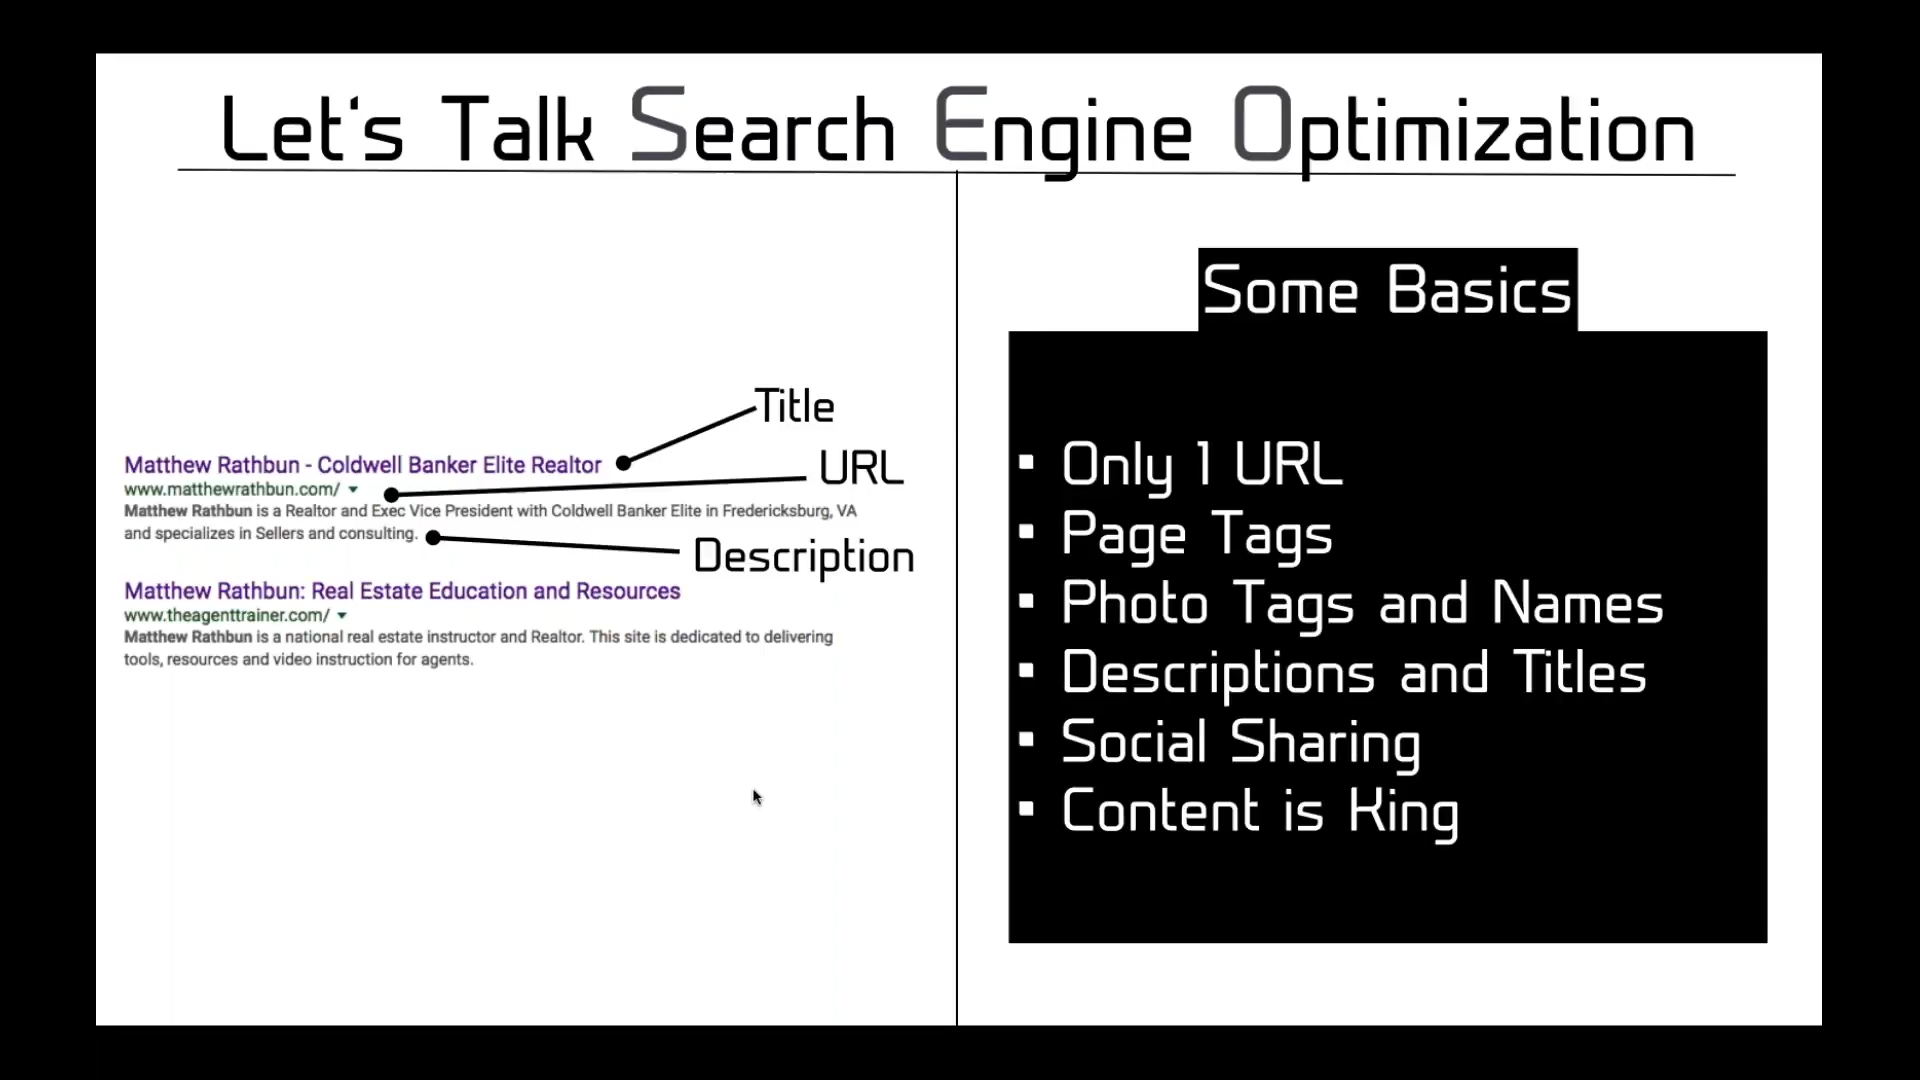 Let's Talk Search Engine Optimization
Title
Matthew Rathbun - Coldwell Banker Elite Realtor
URL
www.matthewrathbun.com/
Matthew Rathbun is a Realtor and Exec Vice President with Coldwell Banker Elite in Fredericksburg, VA
and specializes in Sellers and consulting.
Description
Matthew Rathbun: Real Estate Education and Resources
www.theagenttrainer.com/
Matthew Rathbun is a national real estate instructor and Realtor. This site is dedicated to delivering
tools, resources and video instruction for agents.
Some Basics
▪ Only 1 URL
▪ Page Tags
▪ Photo Tags and Names
▪ Descriptions and Titles
▪ Social Sharing
▪ Content is King